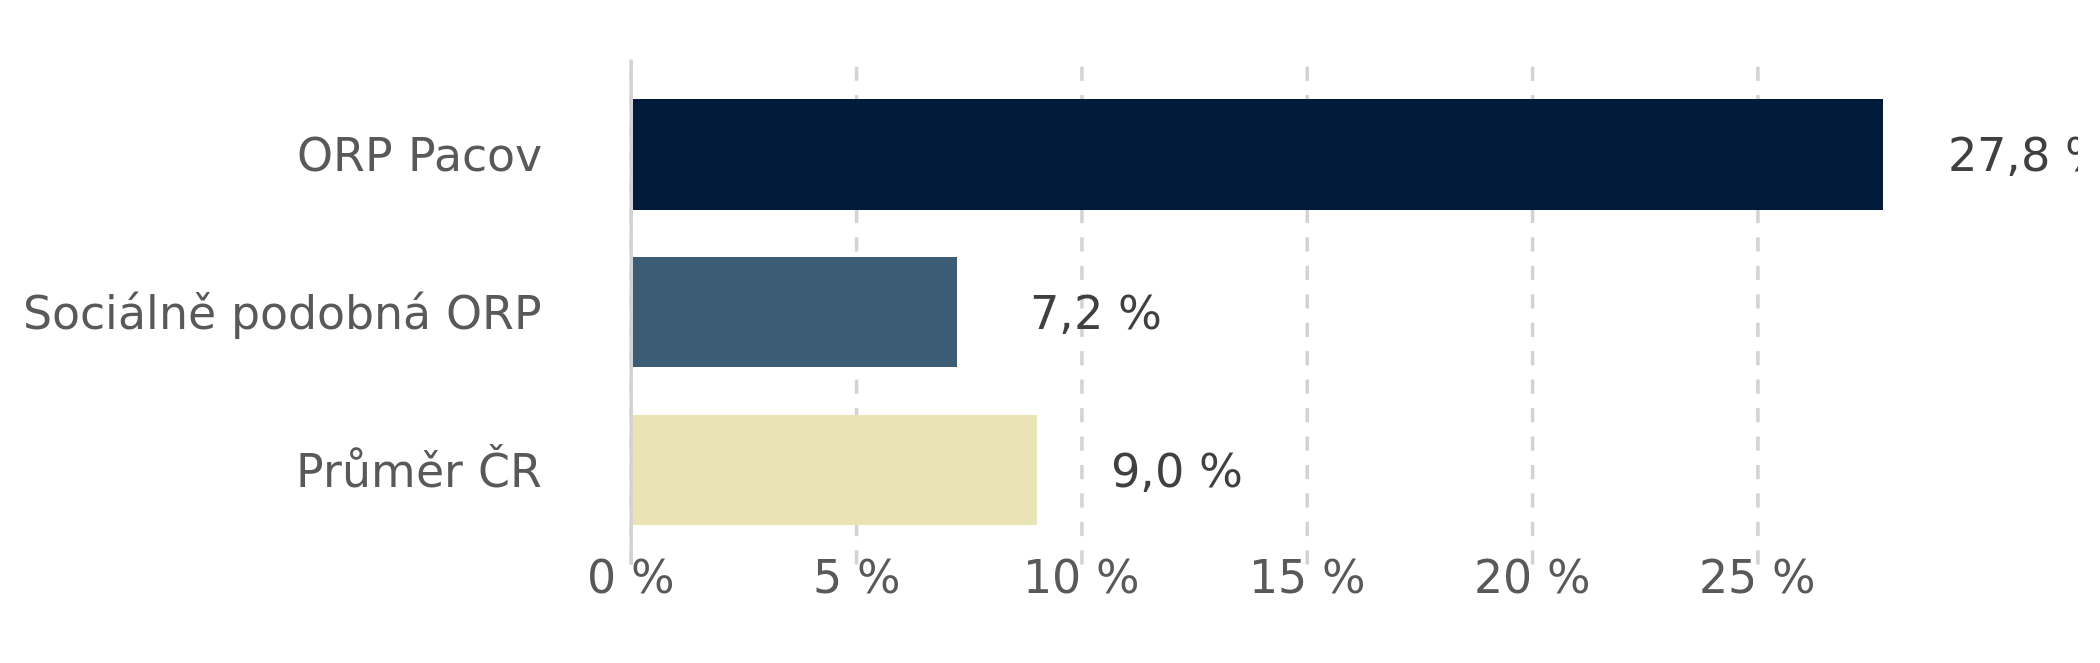 ORP Pacov 27,8 %
Sociálně podobná ORP 7,2 %
Průměr ČR 9,0 %
0 % 5 % 10 % 15 % 20 % 25 %